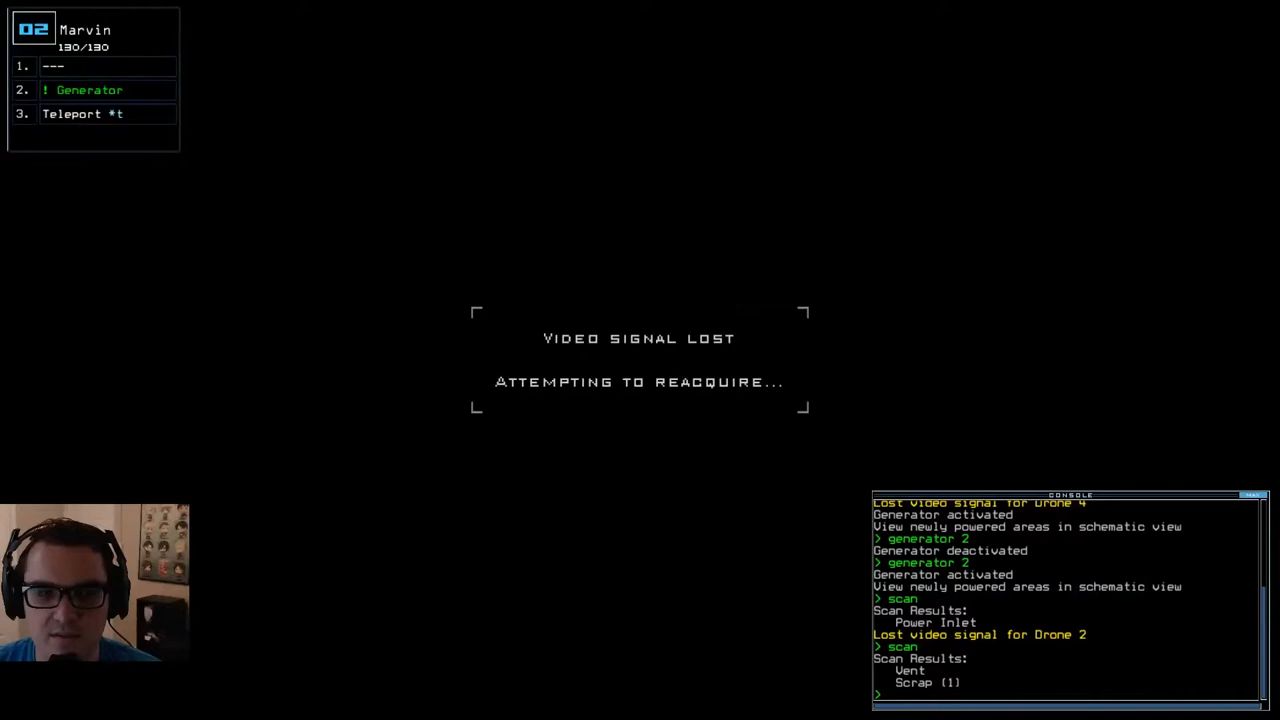 02 Marvin
130/130
1. ---
2. ! Generator
3. Teleport *t
VIDEO SIGNAL LOST
ATTEMPTING TO REACQUIRE...
CONSOLE
MAX
Lost video signal for Drone 4
Generator activated
View newly powered areas in schematic view
> generator 2
Generator deactivated
> generator 2
Generator activated
View newly powered areas in schematic view
> scan
Scan Results:
Power Inlet
Lost video signal for Drone 2
> scan
Scan Results:
Vent
Scrap (1)
>